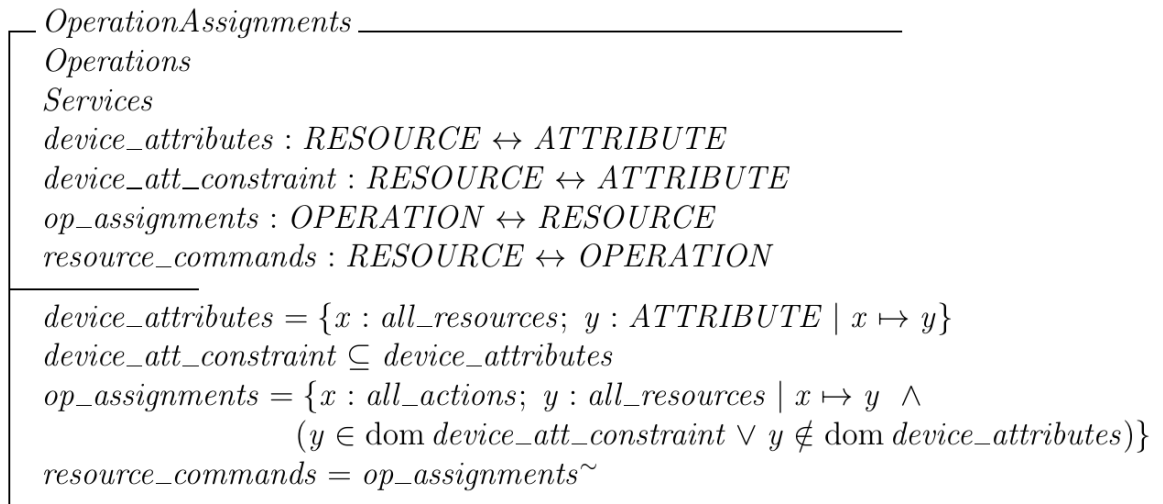 OperationAssignments
Operations
Services
device_attributes : RESOURCE ↔ ATTRIBUTE
device_att_constraint : RESOURCE ↔ ATTRIBUTE
op_assignments : OPERATION ↔ RESOURCE
resource_commands : RESOURCE ↔ OPERATION
device_attributes = {x : all_resources; y : ATTRIBUTE | x ↦ y}
device_att_constraint ⊆ device_attributes
op_assignments = {x : all_actions; y : all_resources | x ↦ y ∧
(y ∈ dom device_att_constraint ∨ y ∉ dom device_attributes)}
resource_commands = op_assignments∼